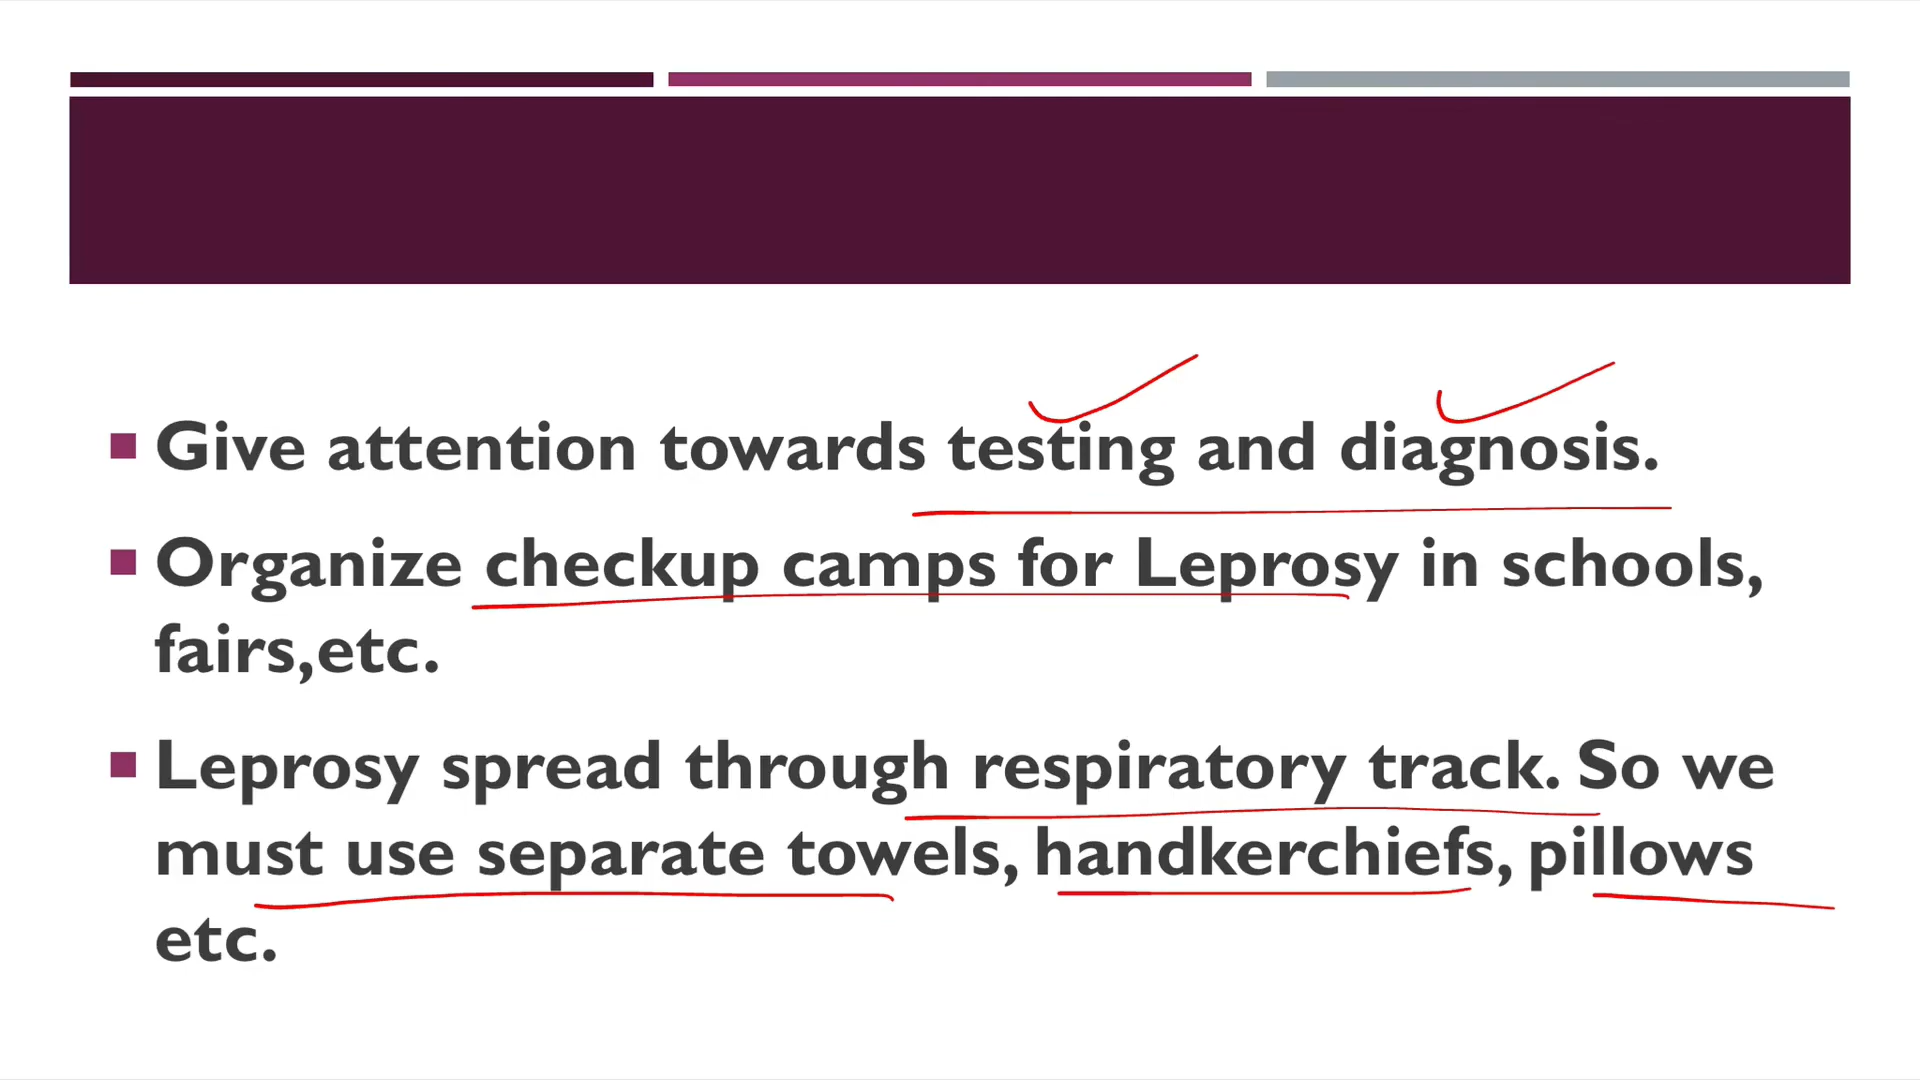 Give attention towards testing and diagnosis.
Organize checkup camps for Leprosy in schools,
fairs,etc.
Leprosy spread through respiratory track. So we
must use separate towels, handkerchiefs, pillows
etc.